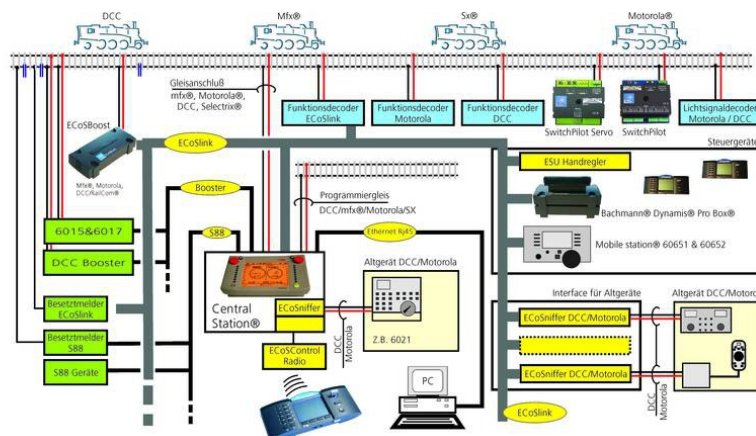 DCC
Mfx®
Sx®
Motorola®
Gleisanschluß
mfx®, Motorola®,
DCC, Selectrix®
Funktionsdecoder
ECoSlink
Funktionsdecoder
Motorola
Funktionsdecoder
DCC
SwitchPilot Servo
SwitchPilot
Lichtsignaldecoder
Motorola / DCC
ECoSBoost
Mfx®, Motorola,
DCC/RailCom®
ECoSlink
Steuergeräte
Booster
Programmiergleis
DCC/mfx®/Motorola/SX
ESU Handregler
Bachmann® Dynamis® Pro Box®
6015&6017
S88
Ethernet RJ45
Mobile station® 60651 & 60652
DCC Booster
Altgerät DCC/Motorola
Z.B. 6021
Central
Station®
ECoSniffer
DCC
Motorola
ECoSControl
Radio
Besetztmelder
ECoSlink
Besetztmelder
S88
S88 Geräte
PC
Interface für Altgeräte
Altgerät DCC/Motoro
ECoSniffer DCC/Motorola
ECoSniffer DCC/Motorola
DCC
Motorola
ECoSlink